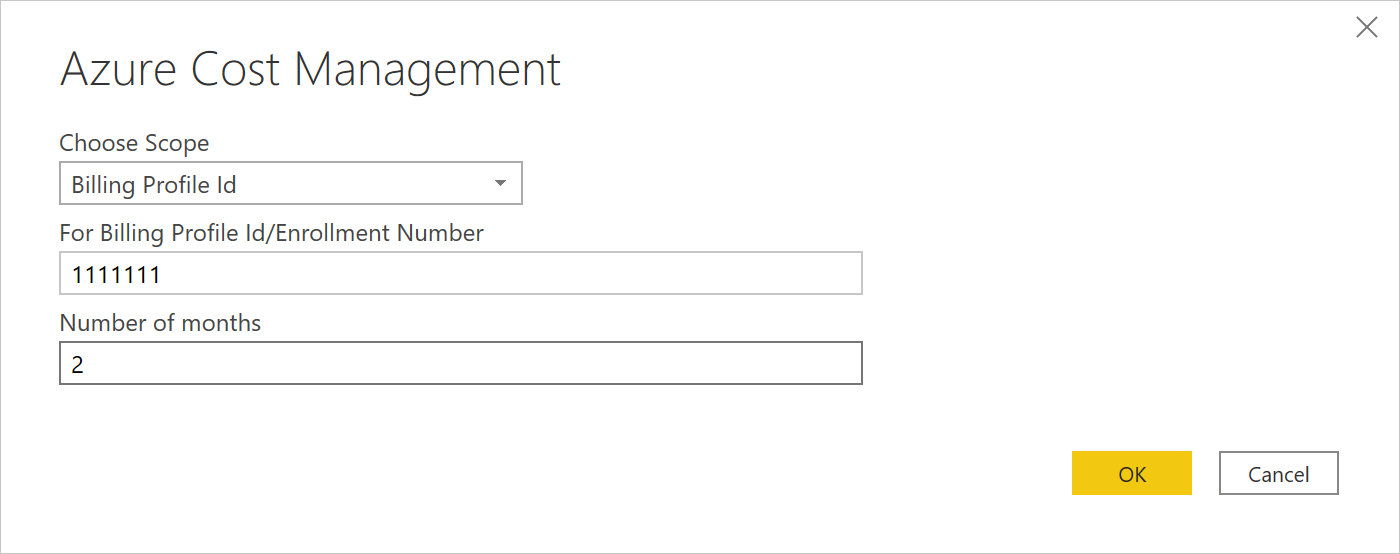 Azure Cost Management
Choose Scope
Billing Profile Id
For Billing Profile Id/Enrollment Number
1111111
Number of months
2
OK
Cancel